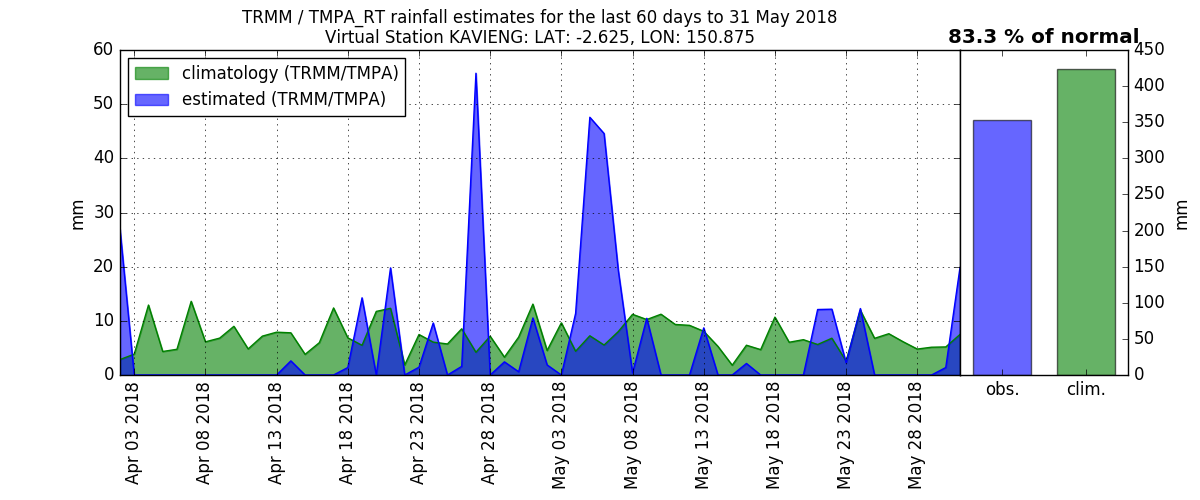 TRMM / TMPA_RT rainfall estimates for the last 60 days to 31 May 2018
Virtual Station KAVIENG: LAT: -2.625, LON: 150.875
83.3 % of normal
climatology (TRMM/TMPA)
estimated (TRMM/TMPA)
60
50
40
30
20
10
0
mm
Apr 03 2018
Apr 08 2018
Apr 13 2018
Apr 18 2018
Apr 23 2018
Apr 28 2018
May 03 2018
May 08 2018
May 13 2018
May 18 2018
May 23 2018
May 28 2018
450
400
350
300
250
200
150
100
50
0
mm
obs.
clim.